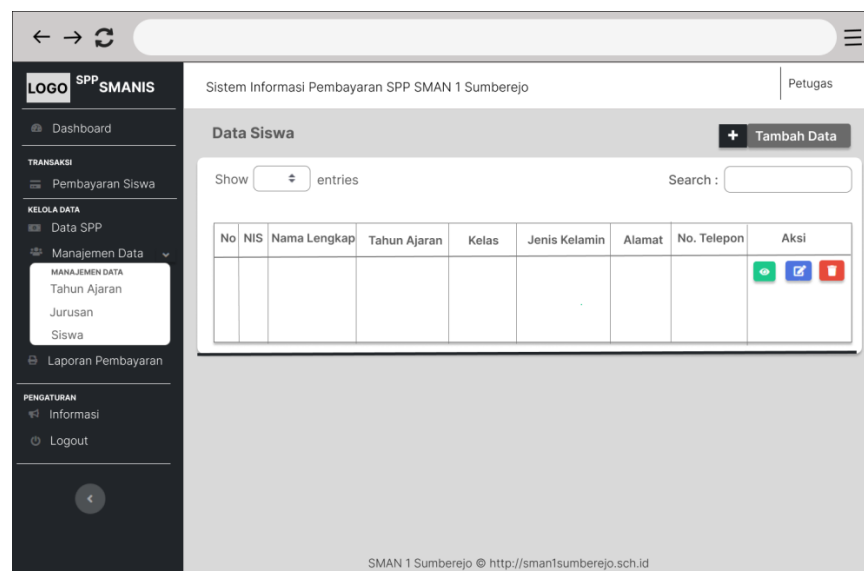 LOGO SPP SMANIS
Sistem Informasi Pembayaran SPP SMAN 1 Sumberejo
Petugas
Dashboard
TRANSAKSI
Pembayaran Siswa
KELOLA DATA
Data SPP
Manajemen Data
MANAJEMEN DATA
Tahun Ajaran
Jurusan
Siswa
Laporan Pembayaran
PENGATURAN
Informasi
Logout
Data Siswa
+ Tambah Data
Show entries
Search :
No NIS Nama Lengkap Tahun Ajaran Kelas Jenis Kelamin Alamat No. Telepon Aksi
SMAN 1 Sumberejo © http://sman1sumberejo.sch.id